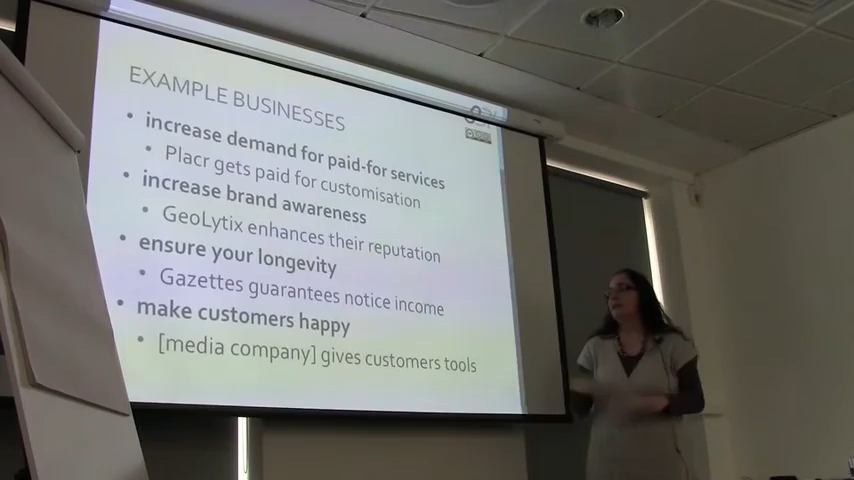 EXAMPLE BUSINESSES
• increase demand for paid-for services
• Placr gets paid for customisation
• increase brand awareness
• GeoLytix enhances their reputation
• ensure your longevity
• Gazettes guarantees notice income
• make customers happy
• [media company] gives customers tools